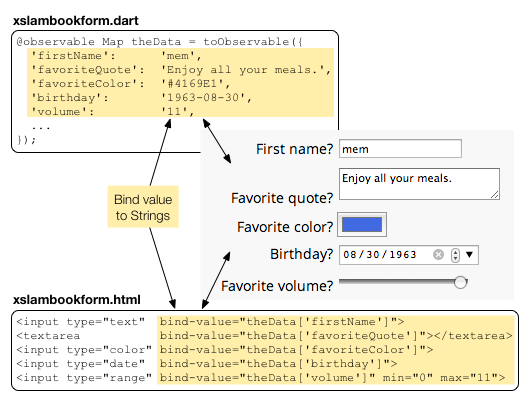 xslambookform.dart
@observable Map theData = toObservable({
'firstName': 'mem',
'favoriteQuote': 'Enjoy all your meals.',
'favoriteColor': '#4169E1',
'birthday': '1963-08-30',
'volume': '11',
...
});
First name? mem
Enjoy all your meals.
Favorite quote?
Favorite color?
Birthday? 08/30/1963
Favorite volume?
Bind value
to Strings
xslambookform.html
<input type="text" bind-value="theData['firstName']">
<textarea bind-value="theData['favoriteQuote']"></textarea>
<input type="color" bind-value="theData['favoriteColor']">
<input type="date" bind-value="theData['birthday']">
<input type="range" bind-value="theData['volume']" min="0" max="11">